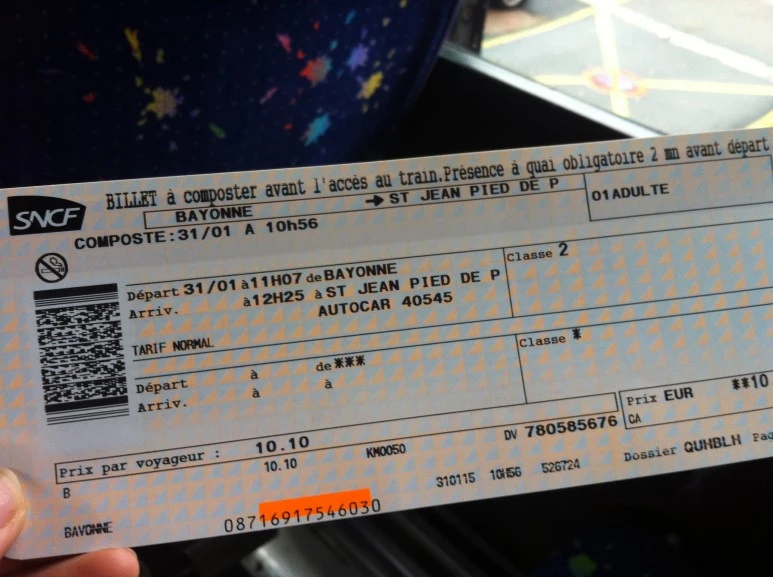 SNCF
BILLET à composter avant l'accès au train.Présence à quai obligatoire 2 mn avant départ
BAYONNE → ST JEAN PIED DE P
01ADULTE
COMPOSTE:31/01 A 10h56
Départ 31/01 à 11H07 de BAYONNE
Classe 2
Arriv. à 12H25 à ST JEAN PIED DE P
AUTOCAR 40545
TARIF NORMAL
Départ à de ***
Classe *
Arriv. à à
Prix par voyageur : 10.10
Prix EUR **10
B 10.10 KM0050 DV 780585676
CA
310115 10H56 526724 Dossier QUHBLH
BAYONNE 08716917546030